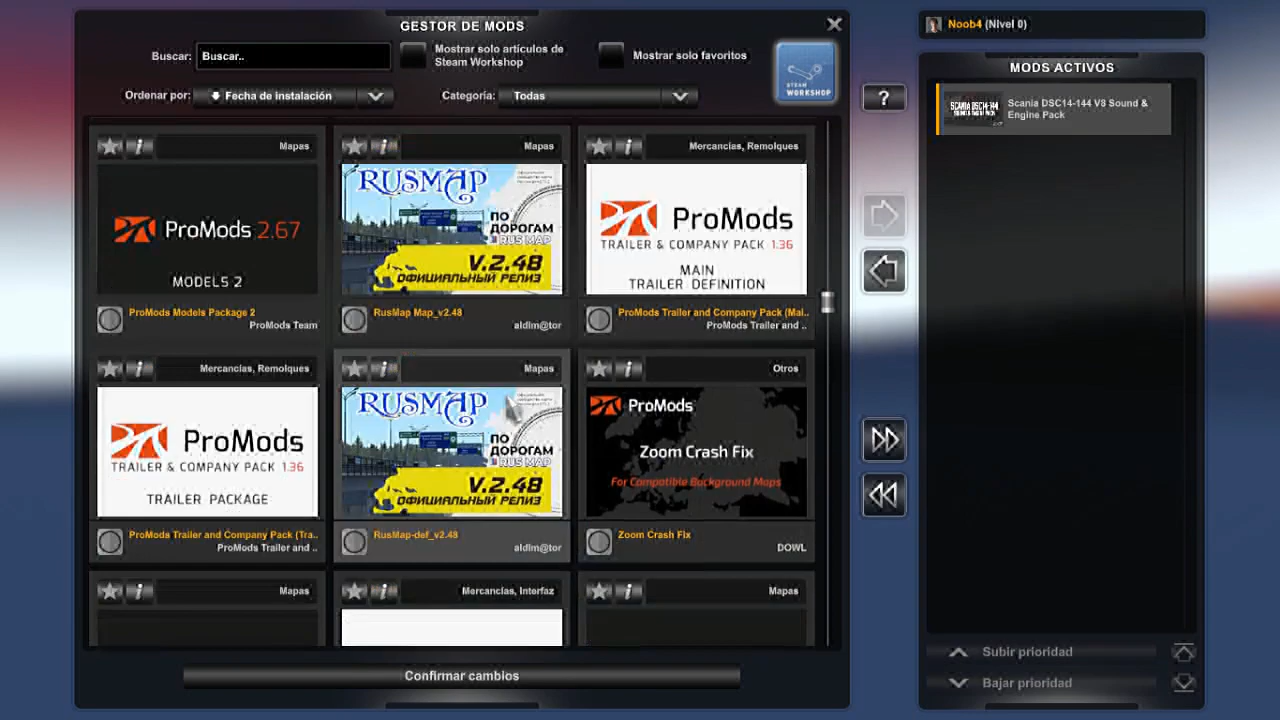 GESTOR DE MODS
Buscar:
Buscar..
Mostrar solo artículos de
Steam Workshop
Mostrar solo favoritos
STEAM
WORKSHOP
Ordenar por:
Fecha de instalación
Categoría:
Todas
?
Mapas
ProMods 2.67
MODELS 2
ProMods Models Package 2
ProMods Team
Mapas
RUSMAP
ПО
ДОРОГАМ
RUS MAP
V.2.48
ОФИЦИАЛЬНЫЙ РЕЛИЗ
RusMap Map_v2.48
aldim@tor
Mercancías, Remolques
ProMods
TRAILER & COMPANY PACK 1.36
MAIN
TRAILER DEFINITION
ProMods Trailer and Company Pack (Mai..
ProMods Trailer and ..
Mercancías, Remolques
ProMods
TRAILER & COMPANY PACK 1.36
TRAILER PACKAGE
ProMods Trailer and Company Pack (Tra..
ProMods Trailer and ..
Mapas
RUSMAP
ПО
ДОРОГАМ
RUS MAP
V.2.48
ОФИЦИАЛЬНЫЙ РЕЛИЗ
RusMap-def_v2.48
aldim@tor
Otros
ProMods
Zoom Crash Fix
For Compatible Background Maps
Zoom Crash Fix
DOWL
Mapas
Mercancías, Interfaz
Mapas
Confirmar cambios
Noob4 (Nivel 0)
MODS ACTIVOS
Scania DSC14-144 V8 Sound &
Engine Pack
Subir prioridad
Bajar prioridad